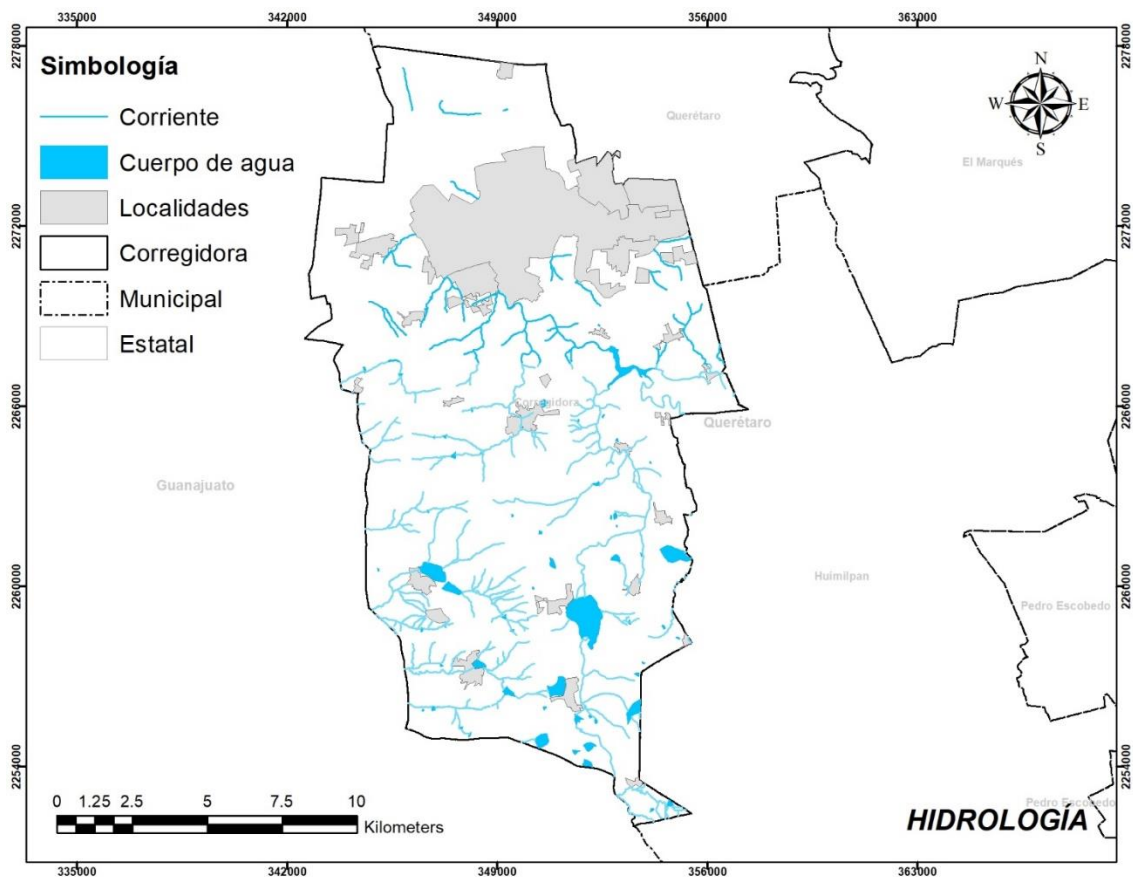 335000 342000 349000 356000 363000
2278000 2278000
Simbología
Corriente
Cuerpo de agua
Localidades
Corregidora
Municipal
Estatal
N
W E
S
Querétaro
El Marqués
2272000 2272000
Corregidora
2266000 2266000
Querétaro
Guanajuato
Huimilpan
2260000 2260000
Pedro Escobedo
2254000 2254000
Pedro Escobedo
0 1.25 2.5 5 7.5 10
Kilometers
HIDROLOGÍA
335000 342000 349000 356000 363000